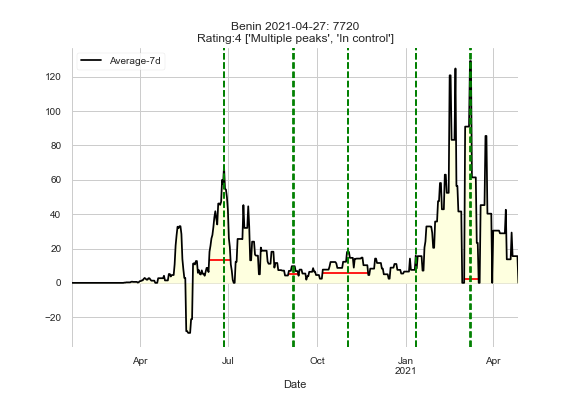 Benin 2021-04-27: 7720
Rating:4 ['Multiple peaks', 'In control']
Average-7d
120
100
80
60
40
20
0
−20
Apr
Jul
Oct
Jan
2021
Apr
Date